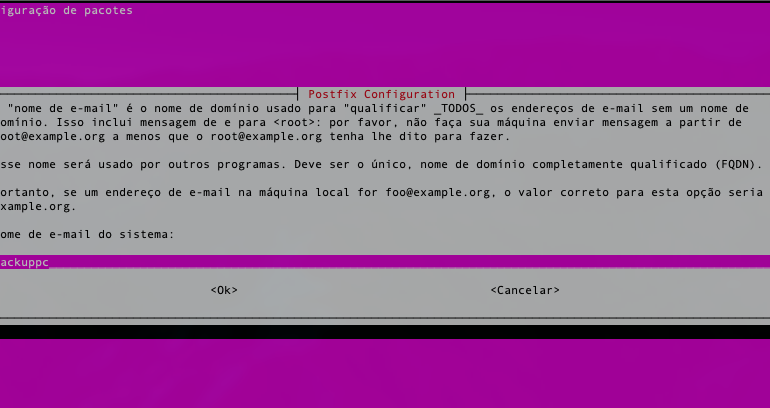 iguração de pacotes
Postfix Configuration
"nome de e-mail" é o nome de domínio usado para "qualificar" _TODOS_ os endereços de e-mail sem um nome de
omínio. Isso inclui mensagem de e para <root>: por favor, não faça sua máquina enviar mensagem a partir de
oot@example.org a menos que o root@example.org tenha lhe dito para fazer.
sse nome será usado por outros programas. Deve ser o único, nome de domínio completamente qualificado (FQDN).
ortanto, se um endereço de e-mail na máquina local for foo@example.org, o valor correto para esta opção seria
xample.org.
ome de e-mail do sistema:
ackuppc
<Ok> <Cancelar>